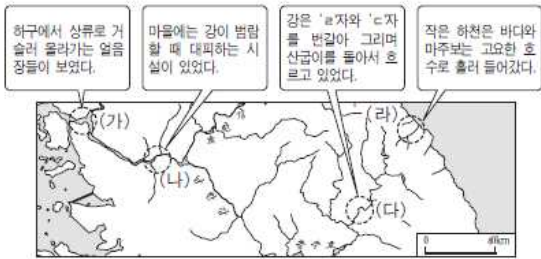 하구에서 상류로 거
슬러 올라가는 얼음
장들이 보였다.
마을에는 강이 범람
할 때 대피하는 시
설이 있었다.
강은 'ㄹ'자와 'ㄷ'자
를 번갈아 그리며
산굽이를 돌아서 흐
르고 있었다.
작은 하천은 바다와
마주보는 고요한 호
수로 흘러 들어갔다.
(가)
(나)
(다)
(라)
0